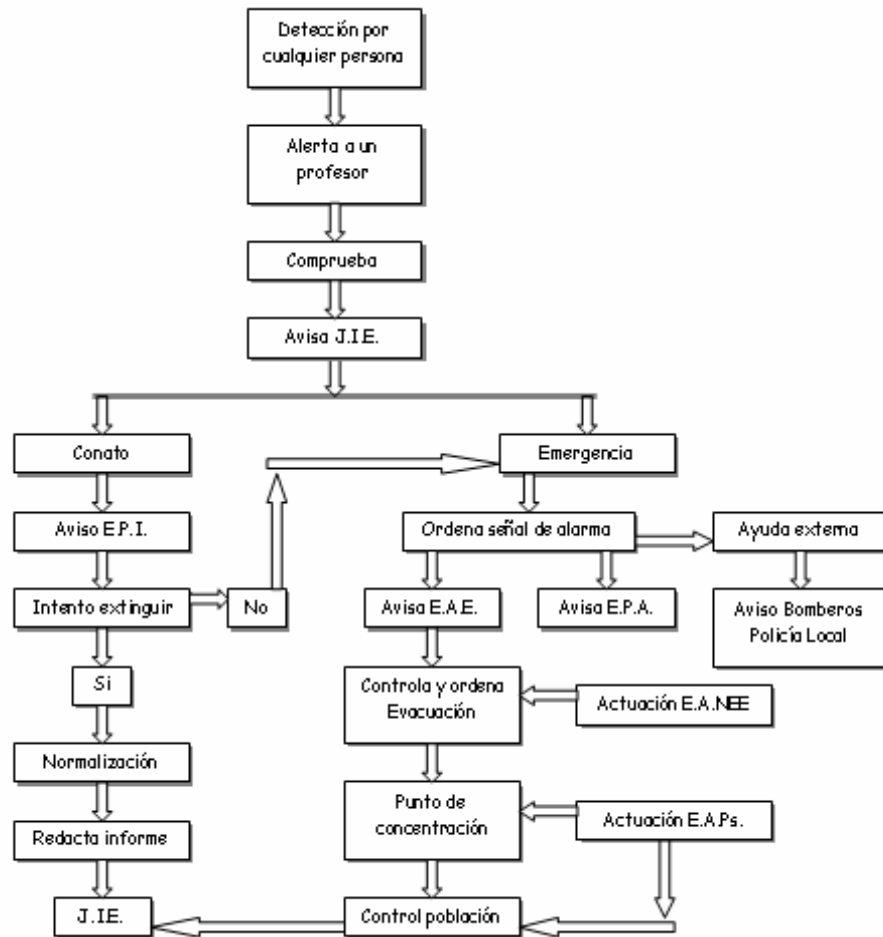 Detección por
cualquier persona
Alerta a un
profesor
Comprueba
Avisa J.I.E.
Conato
Emergencia
Aviso E.P.I.
Ordena señal de alarma
Ayuda externa
Intento extinguir
No
Avisa E.A.E.
Avisa E.P.A.
Aviso Bomberos
Policía Local
Si
Controla y ordena
Evacuación
Actuación E.A.NEE
Normalización
Punto de
concentración
Actuación E.A.Ps.
Redacta informe
J.I.E.
Control población